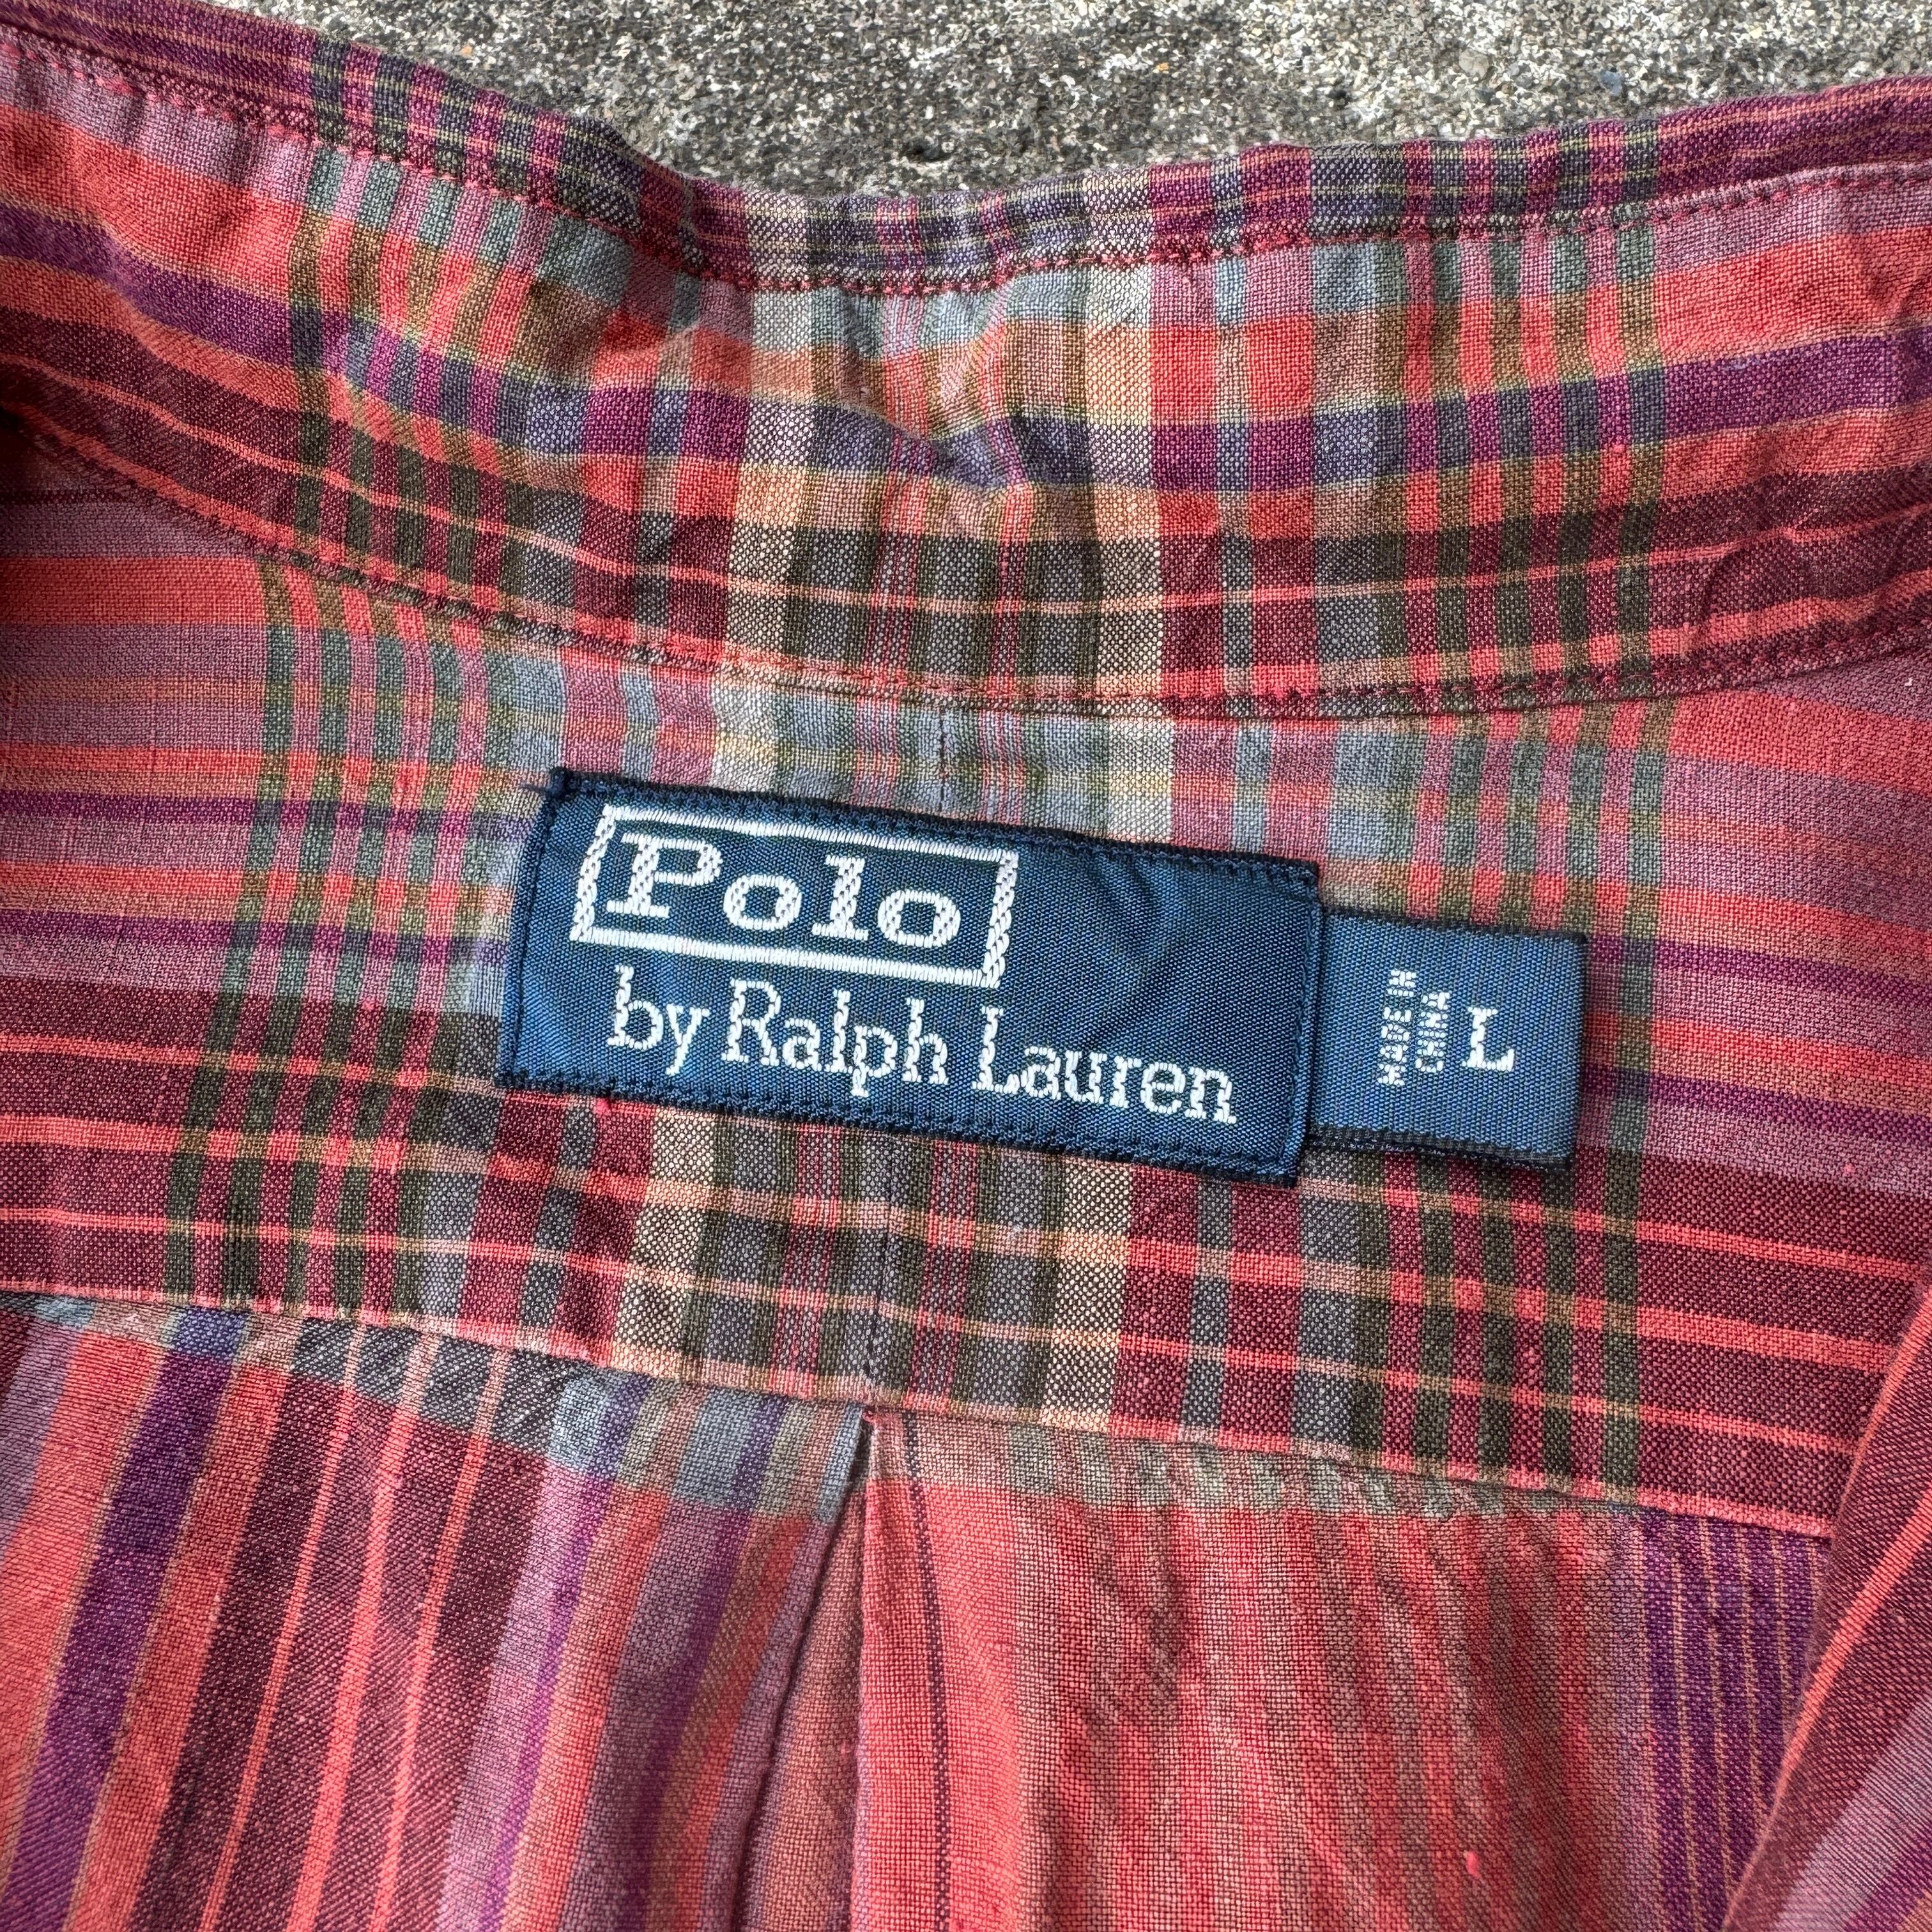 Polo
by Ralph Lauren
MADE IN
CHINA
L